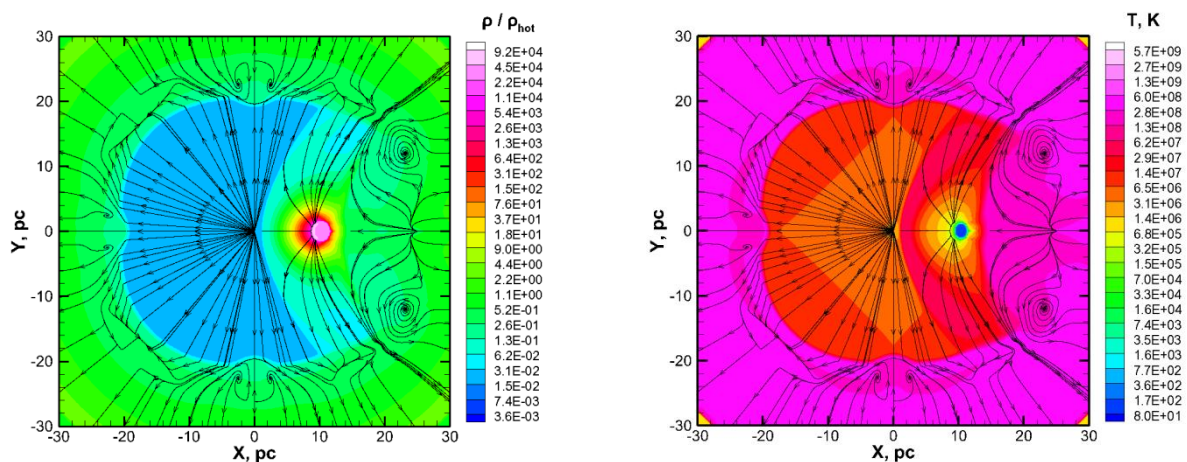 ρ / ρhot
T, K
30
20
10
0
-10
-20
-30
Y, pc
-30 -20 -10 0 10 20 30
X, pc
9.2E+04
4.5E+04
2.2E+04
1.1E+04
5.4E+03
2.6E+03
1.3E+03
6.4E+02
3.1E+02
1.5E+02
7.6E+01
3.7E+01
1.8E+01
9.0E+00
4.4E+00
2.2E+00
1.1E+00
5.2E-01
2.6E-01
1.3E-01
6.2E-02
3.1E-02
1.5E-02
7.4E-03
3.6E-03
30
20
10
0
-10
-20
-30
Y, pc
-30 -20 -10 0 10 20 30
X, pc
5.7E+09
2.7E+09
1.3E+09
6.0E+08
2.8E+08
1.3E+08
6.2E+07
2.9E+07
1.4E+07
6.5E+06
3.1E+06
1.4E+06
6.8E+05
3.2E+05
1.5E+05
7.0E+04
3.3E+04
1.6E+04
7.4E+03
3.5E+03
1.6E+03
7.7E+02
3.6E+02
1.7E+02
8.0E+01